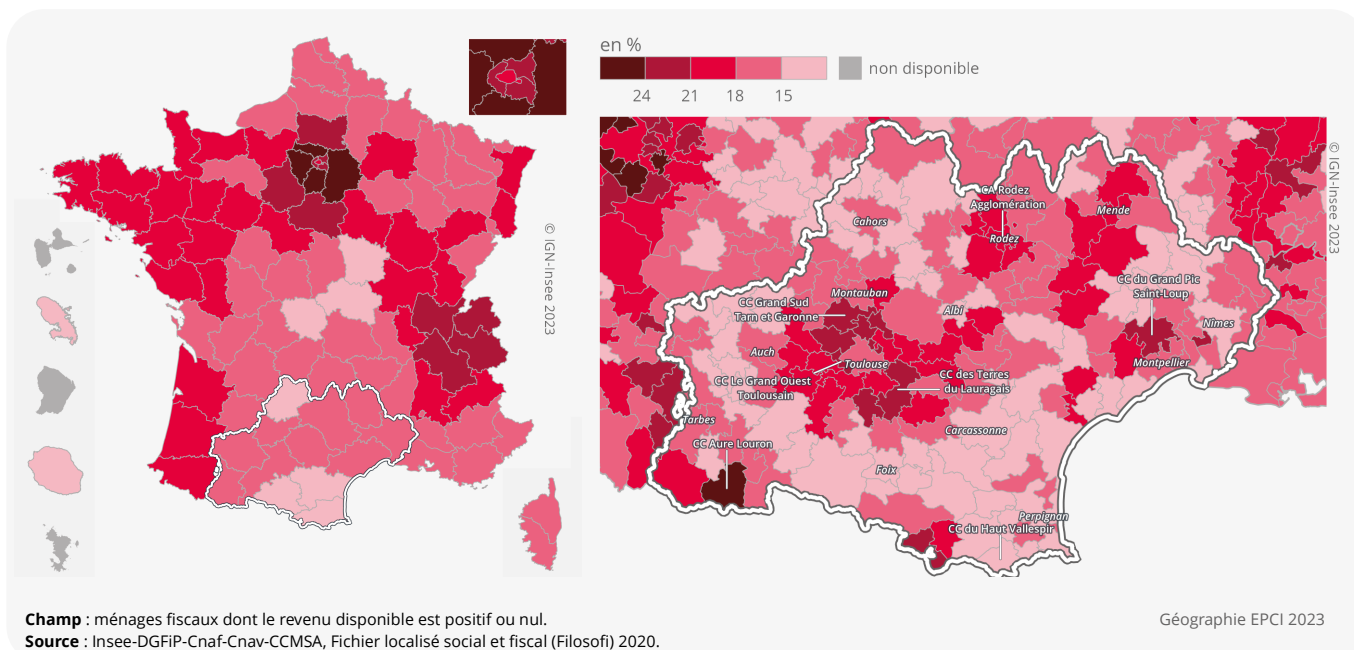 en %
24 21 18 15
non disponible
© IGN-Insee 2023
© IGN-Insee 2023
CA Rodez
Agglomération
Mende
Cahors
Rodez
CC du Grand Pic
Saint-Loup
Montauban
CC Grand Sud
Tarn et Garonne
Albi
Nîmes
Auch
Toulouse
Montpellier
CC Le Grand Ouest
Toulousain
CC des Terres
du Lauragais
Tarbes
Carcassonne
CC Aure Louron
Foix
Perpignan
CC du Haut Vallespir
Champ : ménages fiscaux dont le revenu disponible est positif ou nul.
Géographie EPCI 2023
Source : Insee-DGFiP-Cnaf-Cnav-CCMSA, Fichier localisé social et fiscal (Filosofi) 2020.